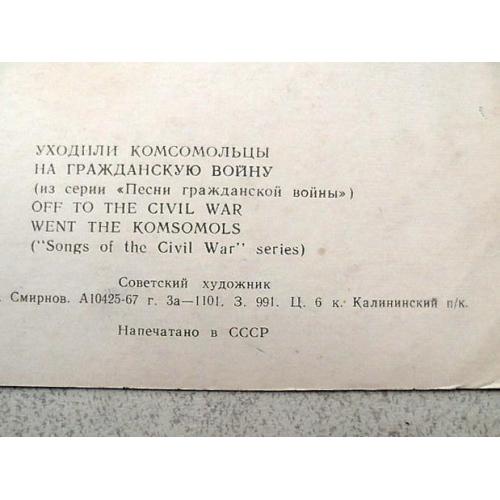 УХОДИЛИ КОМСОМОЛЬЦЫ
НА ГРАЖДАНСКУЮ ВОЙНУ
(из серии «Песни гражданской войны»)
OFF TO THE CIVIL WAR
WENT THE KOMSOMOLS
("Songs of the Civil War" series)
Советский художник
. Смирнов. А10425-67 г. За—1101. З. 991. Ц. 6 к. Калининский п/к.
Напечатано в СССР